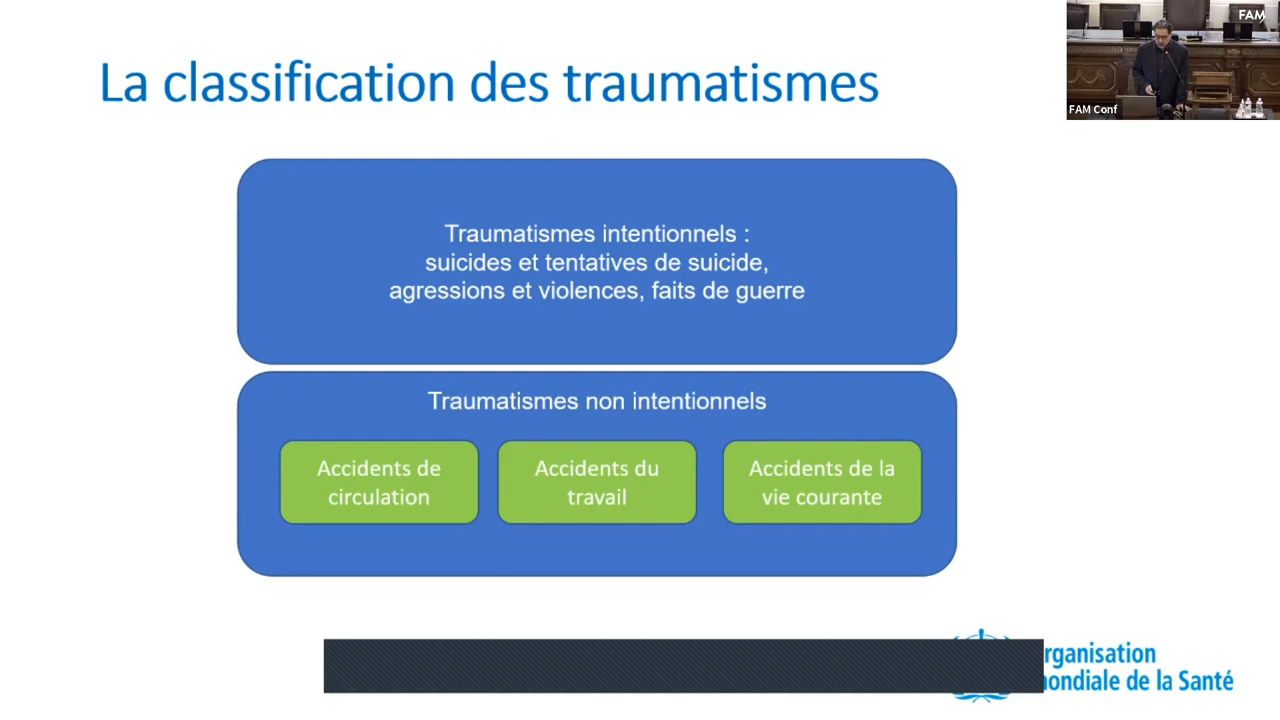 La classification des traumatismes
FAM
FAM Conf
Traumatismes intentionnels :
suicides et tentatives de suicide,
agressions et violences, faits de guerre
Traumatismes non intentionnels
Accidents de
circulation
Accidents du
travail
Accidents de la
vie courante
rganisation
ondiale de la Santé